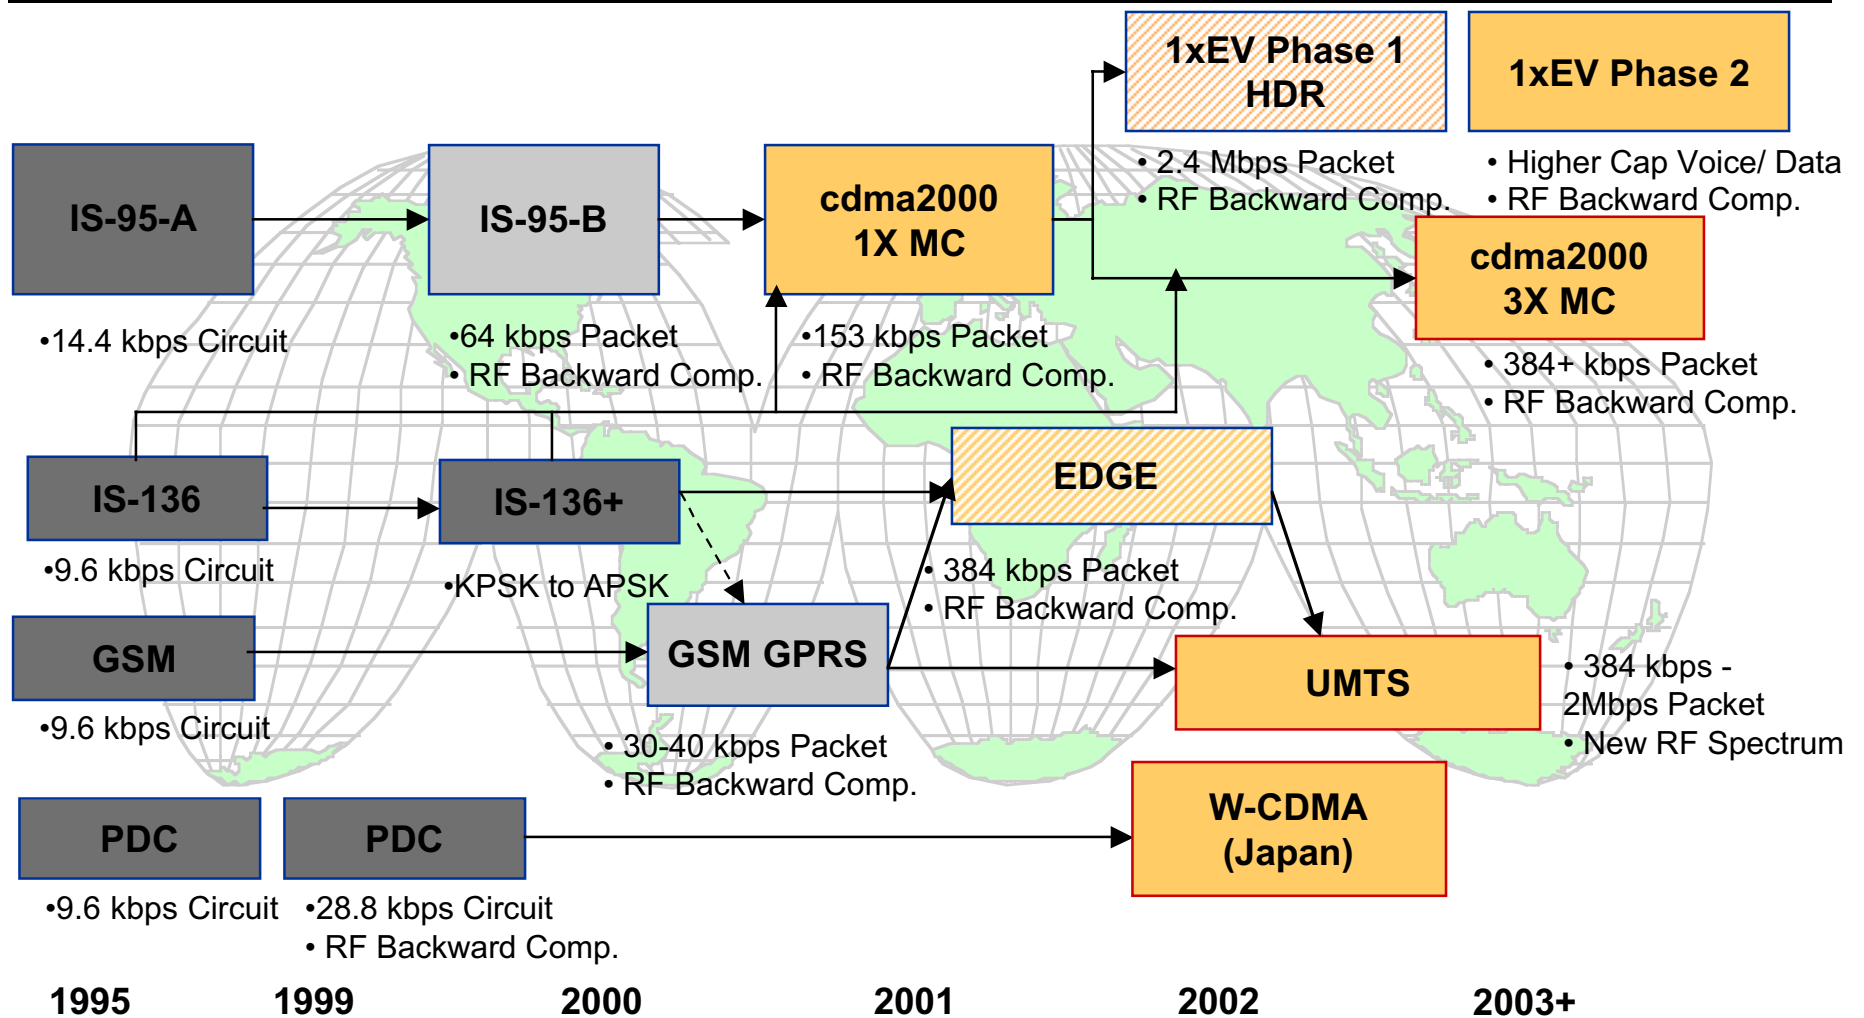 1xEV Phase 1
HDR
1xEV Phase 2
• 2.4 Mbps Packet
• RF Backward Comp.
• Higher Cap Voice/ Data
• RF Backward Comp.
IS-95-A
IS-95-B
cdma2000
1X MC
cdma2000
3X MC
•14.4 kbps Circuit
•64 kbps Packet
• RF Backward Comp.
•153 kbps Packet
• RF Backward Comp.
• 384+ kbps Packet
• RF Backward Comp.
IS-136
IS-136+
EDGE
•9.6 kbps Circuit
•KPSK to APSK
• 384 kbps Packet
• RF Backward Comp.
GSM
GSM GPRS
UMTS
• 384 kbps -
2Mbps Packet
• New RF Spectrum
•9.6 kbps Circuit
• 30-40 kbps Packet
• RF Backward Comp.
PDC
PDC
W-CDMA
(Japan)
•9.6 kbps Circuit
•28.8 kbps Circuit
• RF Backward Comp.
1995
1999
2000
2001
2002
2003+